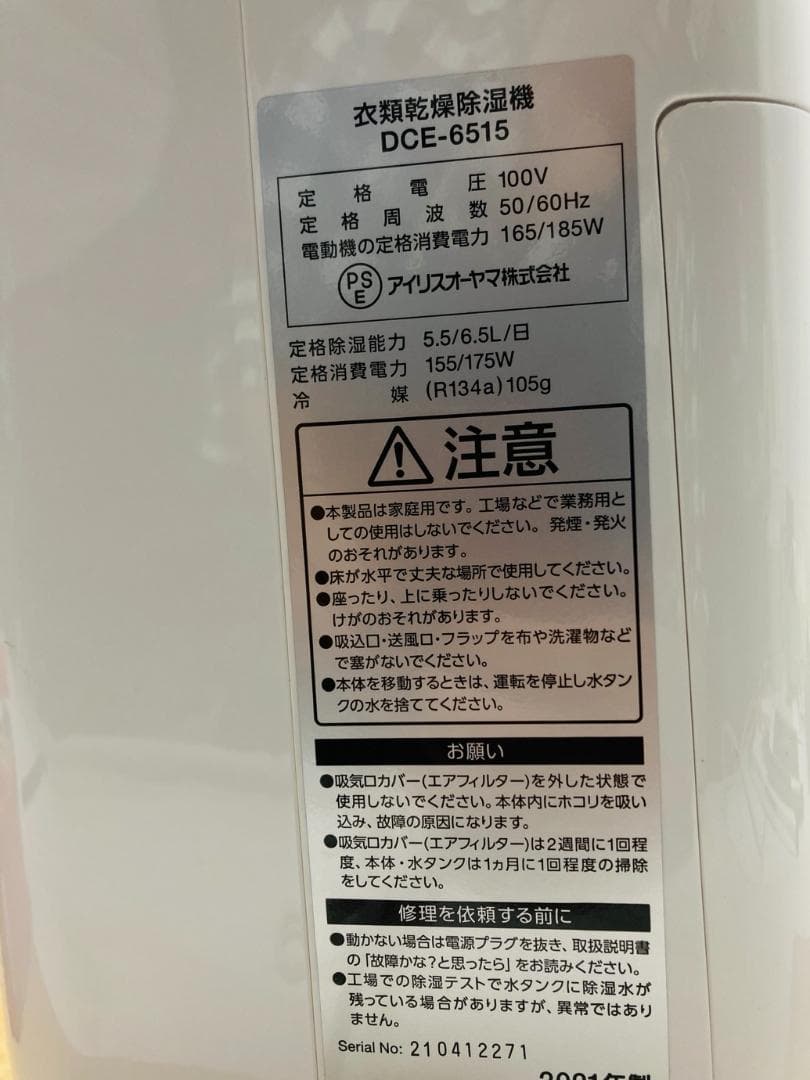 衣類乾燥除湿機
DCE-6515
定格電圧 100V
定格周波数 50/60Hz
電動機の定格消費電力 165/185W
PSE アイリスオーヤマ株式会社
定格除湿能力 5.5/6.5L/日
定格消費電力 155/175W
冷媒 (R134a)105g
注意
●本製品は家庭用です。工場などで業務用と
しての使用はしないでください。発煙・発火
のおそれがあります。
●床が水平で丈夫な場所で使用してください。
●座ったり、上に乗ったりしないでください。
けがのおそれがあります。
●吸込口・送風口・フラップを布や洗濯物など
で塞がないでください。
●本体を移動するときは、運転を停止し水タン
クの水を捨ててください。
お願い
●吸気口カバー(エアフィルター)を外した状態で
使用しないでください。本体内にホコリを吸い
込み、故障の原因になります。
●吸気口カバー(エアフィルター)は2週間に1回程
度、本体・水タンクは1ヵ月に1回程度の掃除
をしてください。
修理を依頼する前に
●動かない場合は電源プラグを抜き、取扱説明書
の「故障かな?と思ったら」をお読みください。
●工場での除湿テストで水タンクに除湿水が
残っている場合がありますが、異常ではあり
ません。
Serial No: 210412271
2021年製